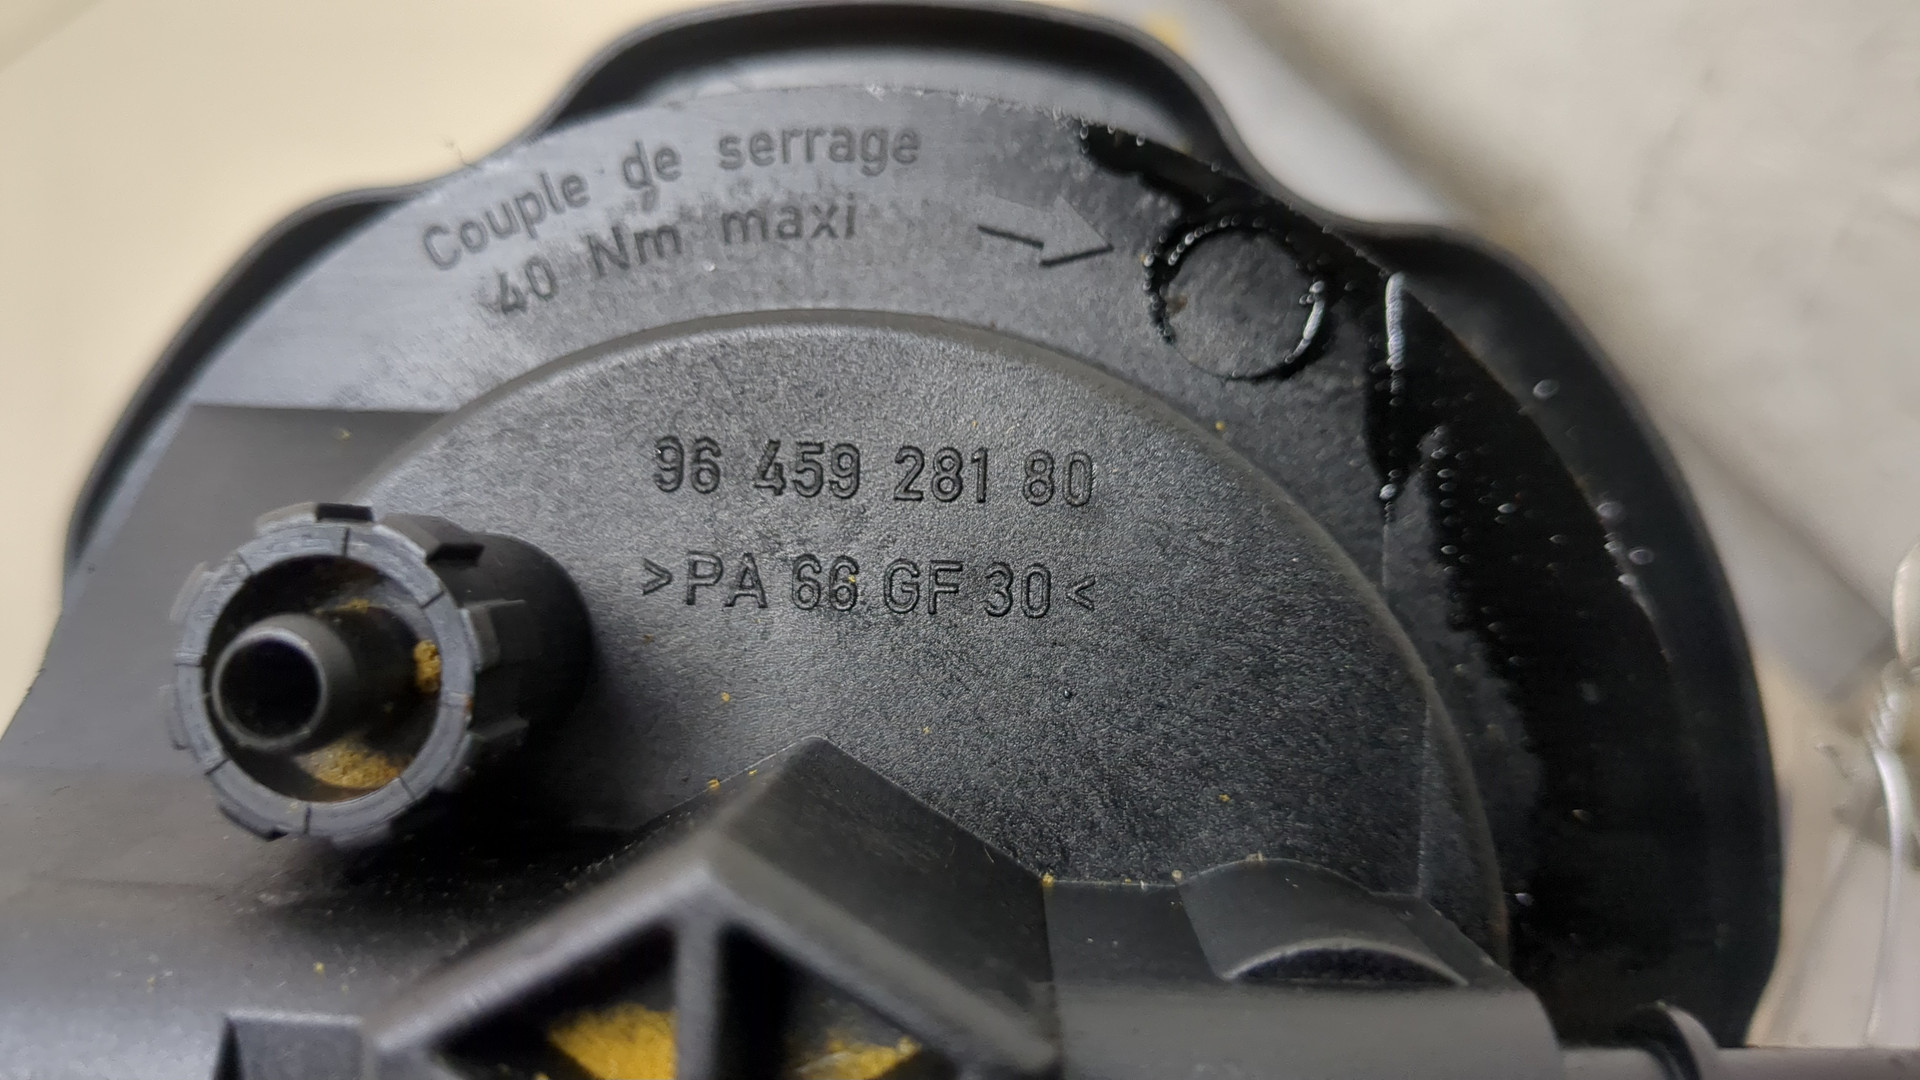 Couple de serrage
40 Nm maxi
96 459 281 80
>PA 66 GF 30<